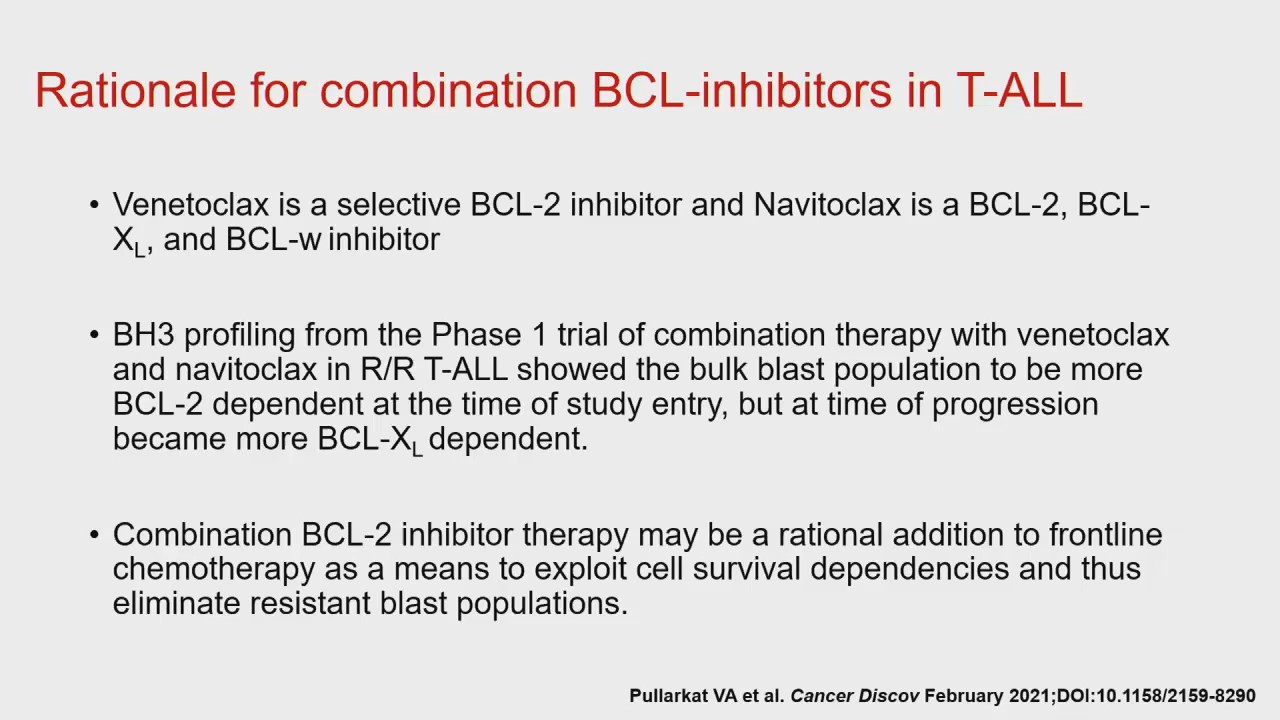 Rationale for combination BCL-inhibitors in T-ALL
• Venetoclax is a selective BCL-2 inhibitor and Navitoclax is a BCL-2, BCL-
XL, and BCL-w inhibitor
• BH3 profiling from the Phase 1 trial of combination therapy with venetoclax
and navitoclax in R/R T-ALL showed the bulk blast population to be more
BCL-2 dependent at the time of study entry, but at time of progression
became more BCL-XL dependent.
• Combination BCL-2 inhibitor therapy may be a rational addition to frontline
chemotherapy as a means to exploit cell survival dependencies and thus
eliminate resistant blast populations.
Pullarkat VA et al. Cancer Discov February 2021;DOI:10.1158/2159-8290